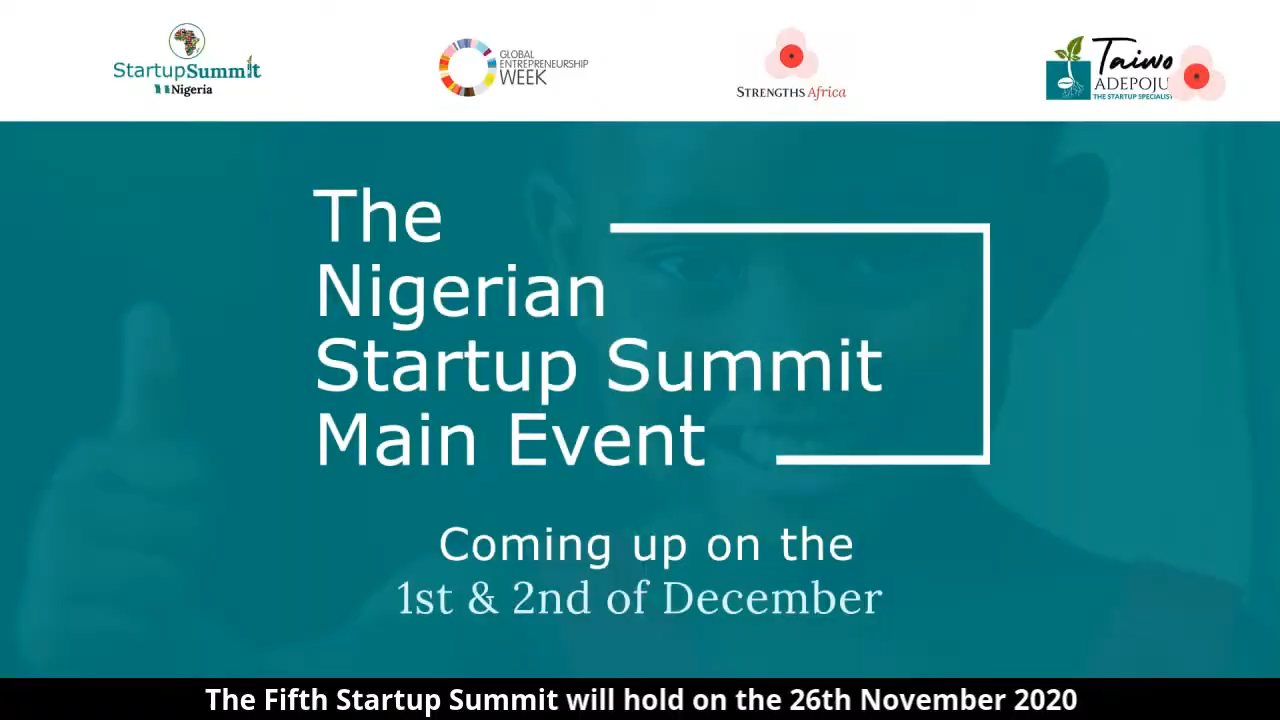 StartupSummit
Nigeria
GLOBAL
ENTREPRENEURSHIP
WEEK
STRENGTHS Africa
Taiwo
ADEPOJU
THE STARTUP SPECIALIST
The
Nigerian
Startup Summit
Main Event
Coming up on the
1st & 2nd of December
The Fifth Startup Summit will hold on the 26th November 2020